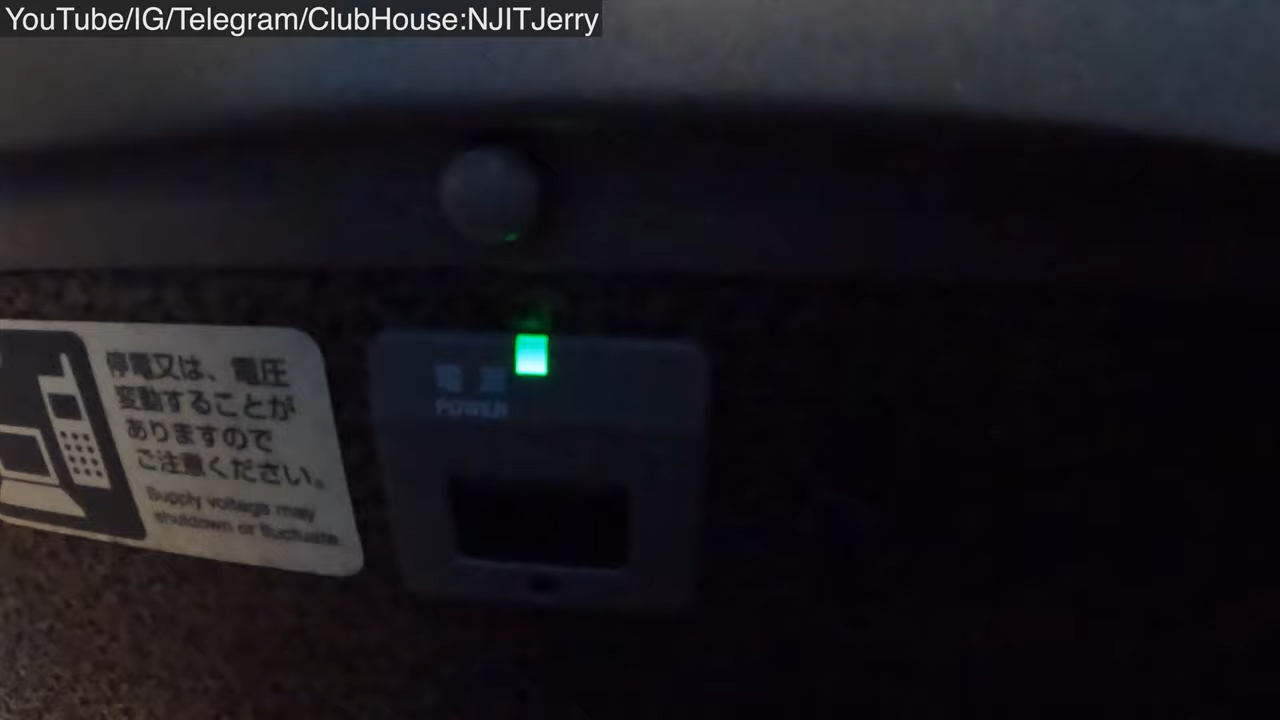 YouTube/IG/Telegram/ClubHouse:NJITJerry
停電又は、電圧
変動することが
ありますので
ご注意ください。
Supply voltage may
shutdown or fluctuate.
電源
POWER